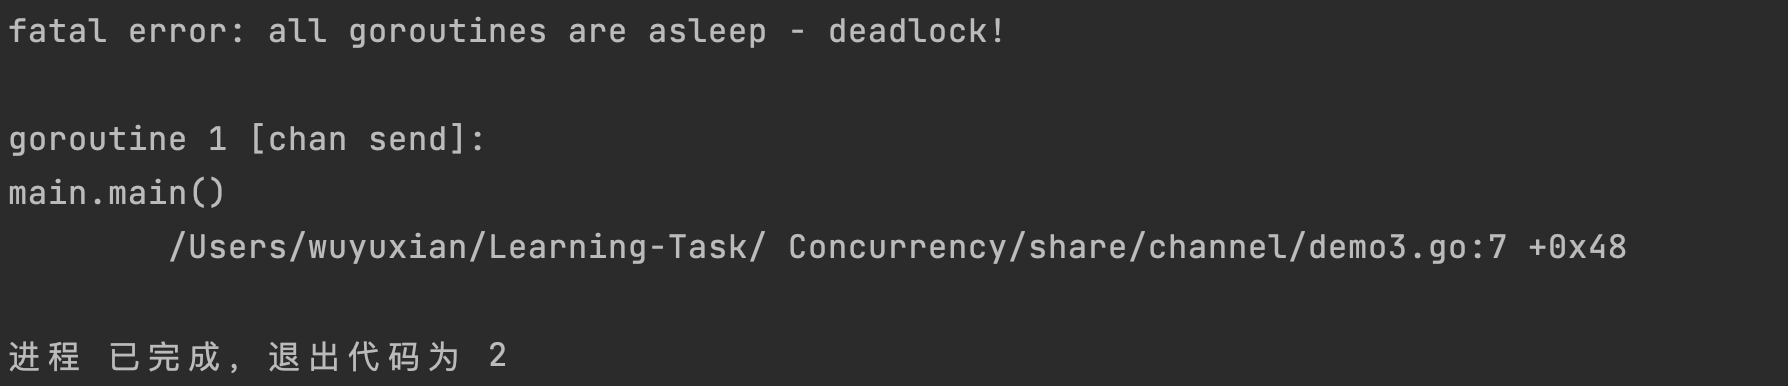 fatal error: all goroutines are asleep - deadlock!
goroutine 1 [chan send]:
main.main()
/Users/wuyuxian/Learning-Task/ Concurrency/share/channel/demo3.go:7 +0x48
进程 已完成, 退出代码为 2